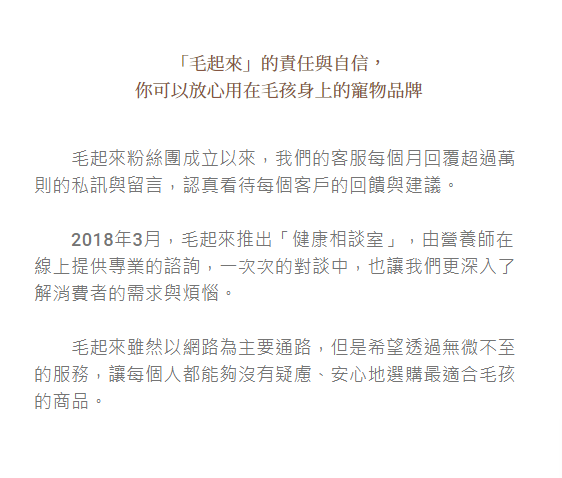 「毛起來」的責任與自信，
你可以放心用在毛孩身上的寵物品牌
毛起來粉絲團成立以來，我們的客服每個月回覆超過萬
則的私訊與留言，認真看待每個客戶的回饋與建議。
2018年3月，毛起來推出「健康相談室」，由營養師在
線上提供專業的諮詢，一次次的對談中，也讓我們更深入了
解消費者的需求與煩惱。
毛起來雖然以網路為主要通路，但是希望透過無微不至
的服務，讓每個人都能夠沒有疑慮、安心地選購最適合毛孩
的商品。